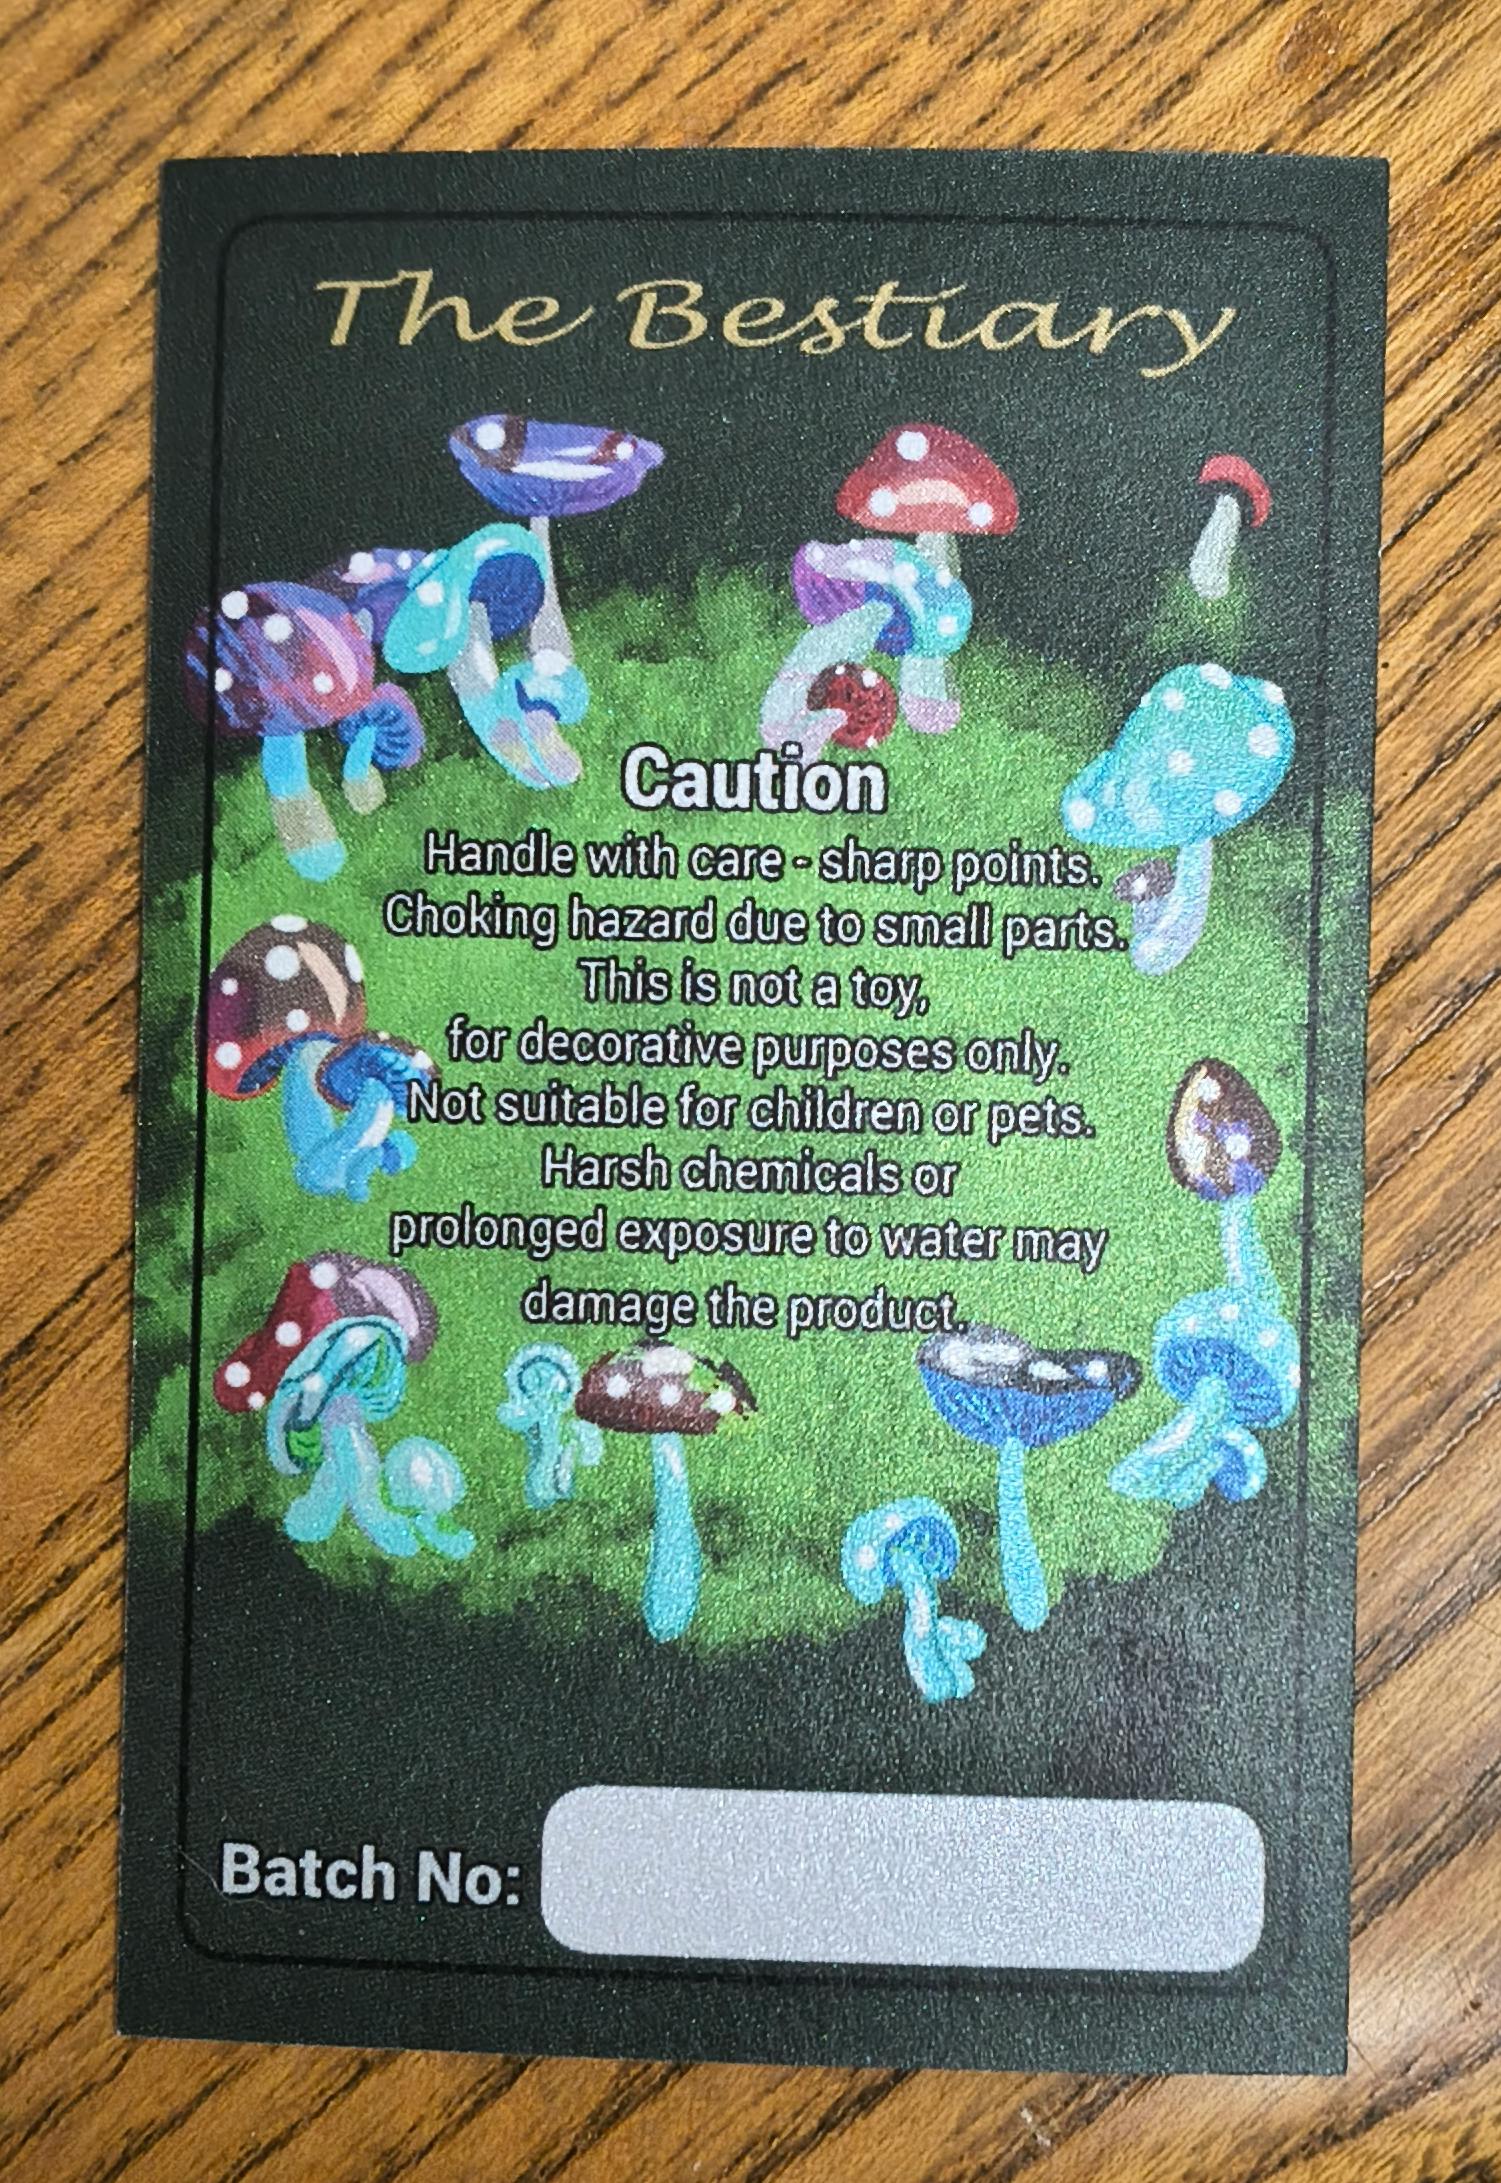 The Bestiary
Caution
Handle with care - sharp points.
Choking hazard due to small parts.
This is not a toy,
for decorative purposes only.
Not suitable for children or pets.
Harsh chemicals or
prolonged exposure to water may
damage the product.
Batch No: